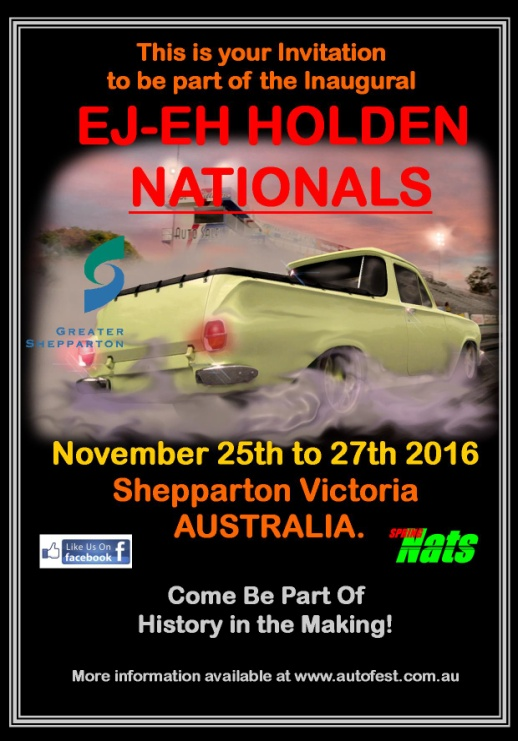 This is your Invitation
to be part of the Inaugural
EJ-EH HOLDEN
NATIONALS
GREATER
SHEPPARTON
November 25th to 27th 2016
Shepparton Victoria
AUSTRALIA.
Like Us On
facebook f
SPRING
Nats
Come Be Part Of
History in the Making!
More information available at www.autofest.com.au